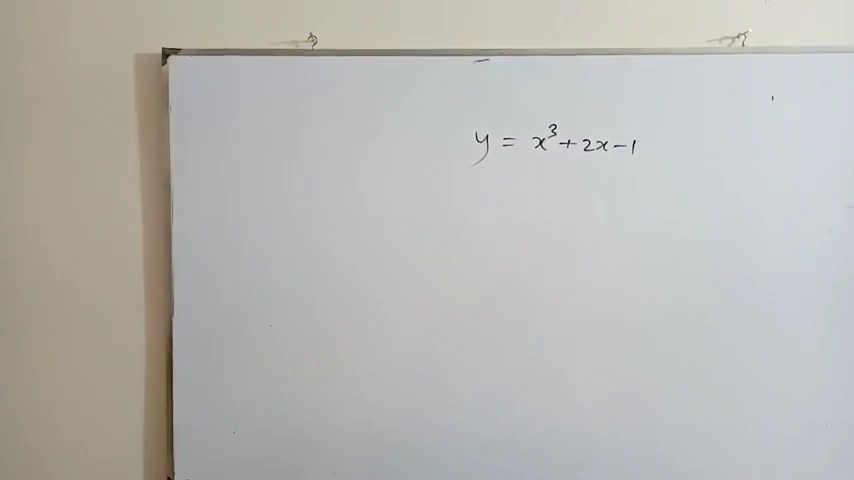 y = x³ + 2x - 1